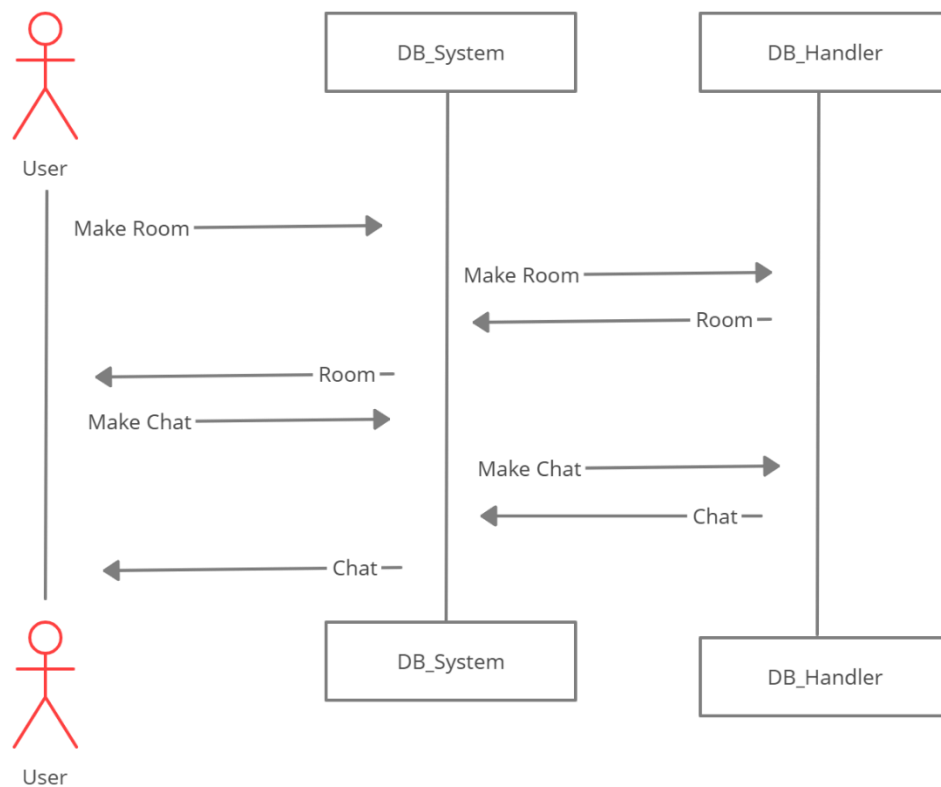 DB_System
DB_Handler
User
Make Room
Make Room
Room
Room
Make Chat
Make Chat
Chat
Chat
DB_System
DB_Handler
User